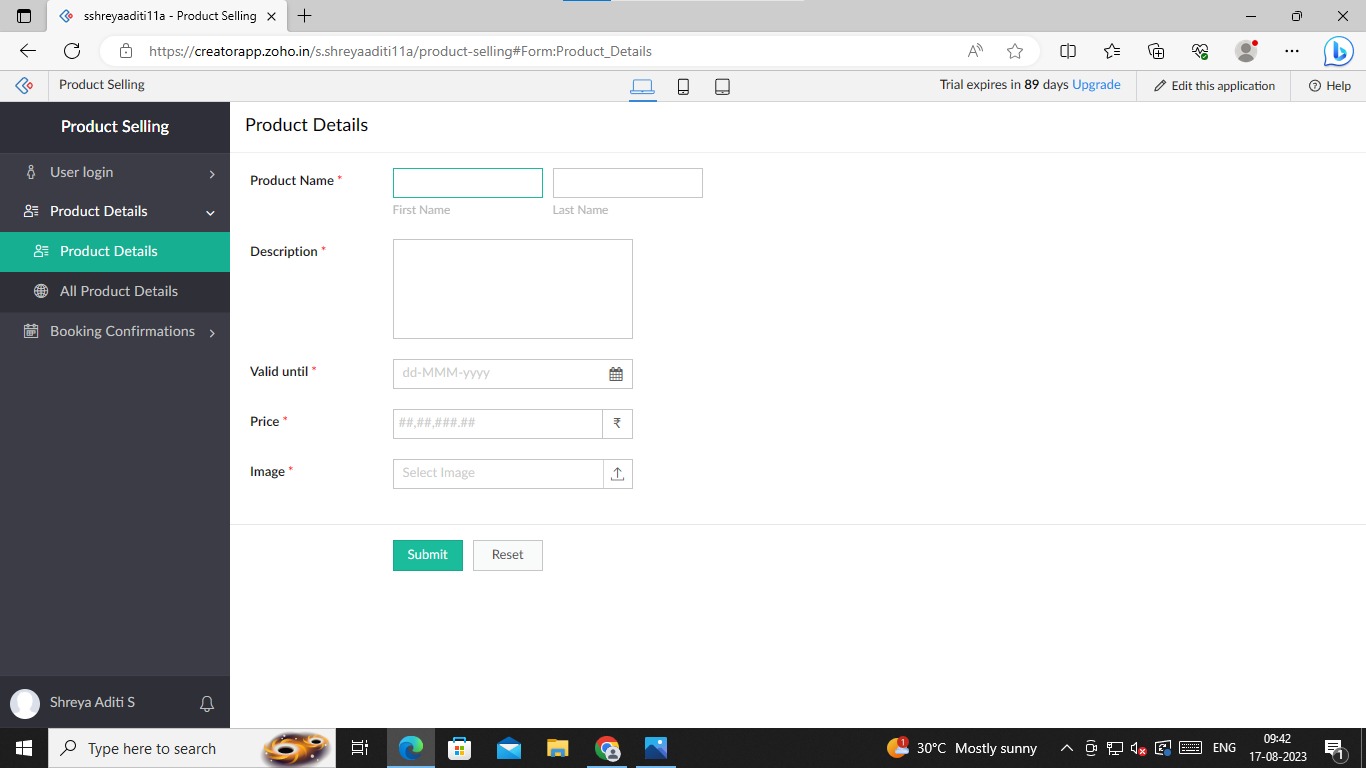 sshreyaaditi11a - Product Selling
https://creatorapp.zoho.in/s.shreyaaditi11a/product-selling#Form:Product_Details
Product Selling
Trial expires in 89 days Upgrade
Edit this application
Help
Product Selling
User login
Product Details
Product Details
All Product Details
Booking Confirmations
Shreya Aditi S
Product Details
Product Name *
First Name
Last Name
Description *
Valid until *
dd-MMM-yyyy
Price *
##,##,###.##
₹
Image *
Select Image
Submit
Reset
Type here to search
1
30°C Mostly sunny
ENG
09:42
17-08-2023
1